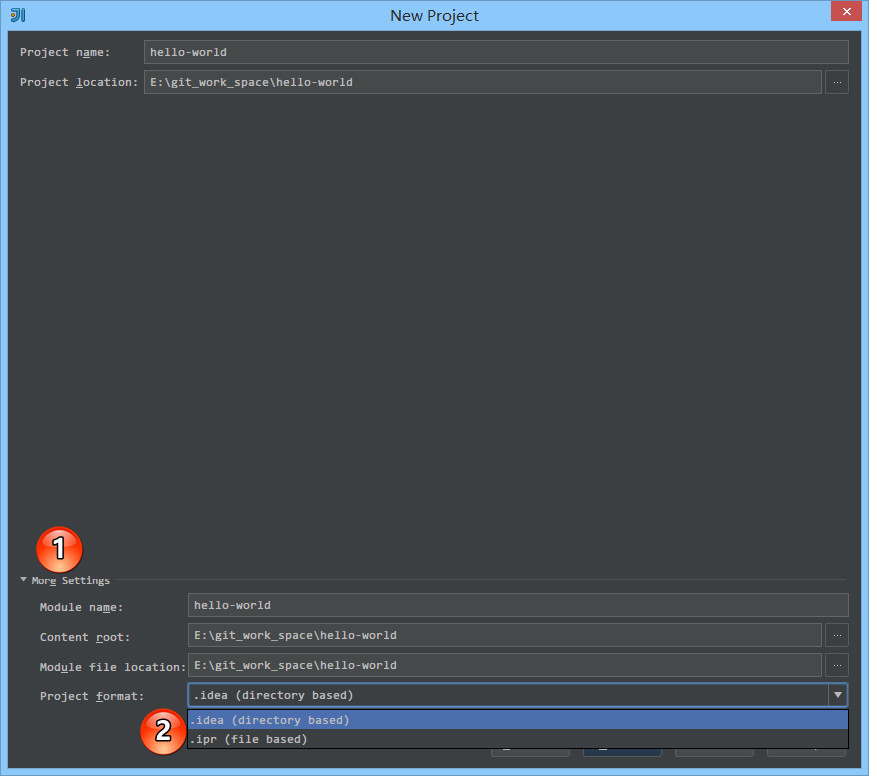 New Project
Project name: hello-world
Project location: E:\git_work_space\hello-world ...
1
More Settings
Module name: hello-world
Content root: E:\git_work_space\hello-world ...
Module file location: E:\git_work_space\hello-world ...
Project format: .idea (directory based)
2 .idea (directory based)
.ipr (file based)